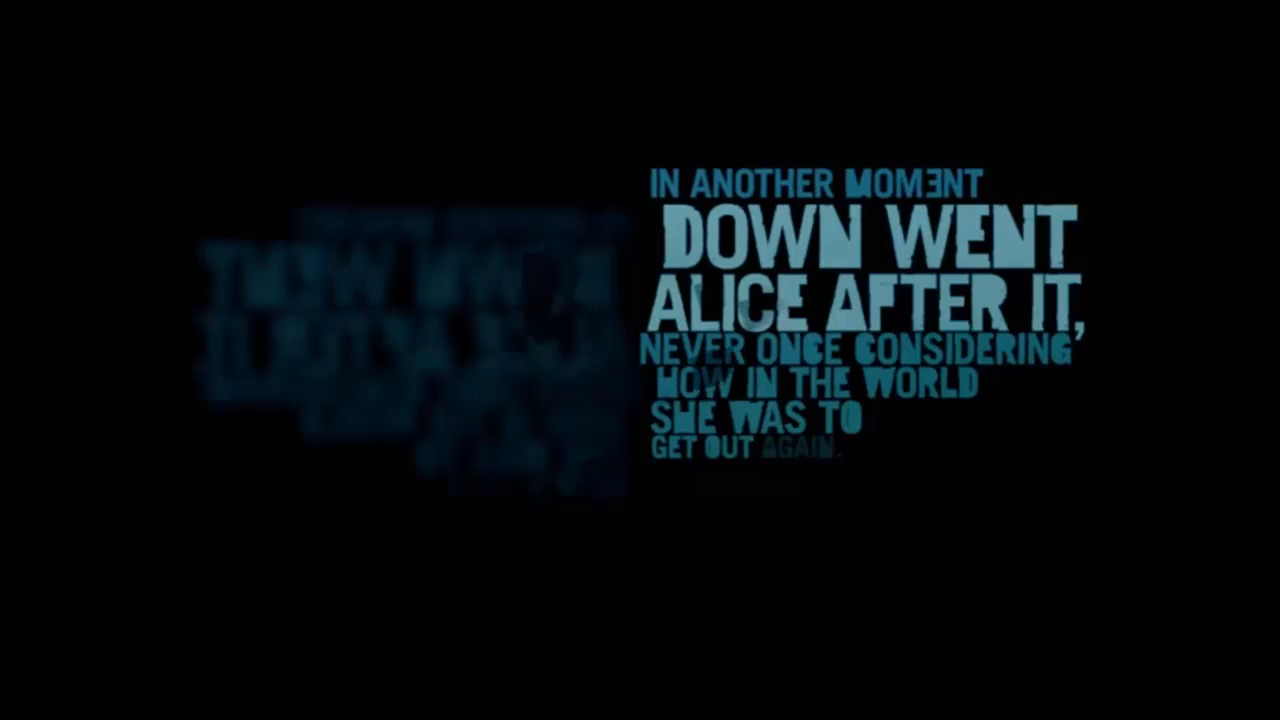 IN ANOTHER MOMENT
DOWN WENT
ALICE AFTER IT,
NEVER ONCE CONSIDERING
HOW IN THE WORLD
SHE WAS TO
GET OUT AGAIN.